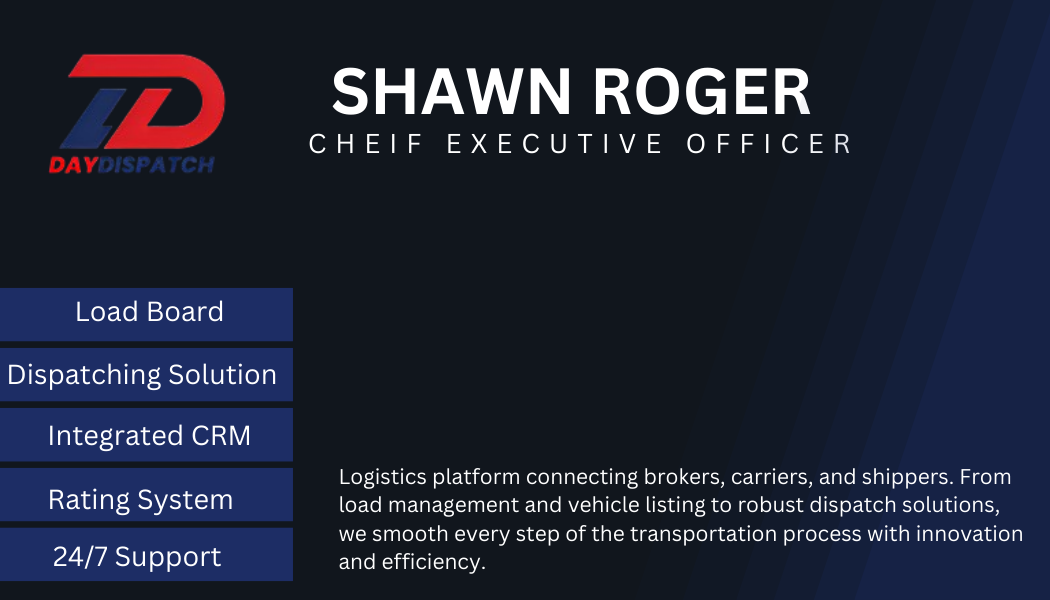 SHAWN ROGER
CHEIF EXECUTIVE OFFICER
DAYDISPATCH
Load Board
Dispatching Solution
Integrated CRM
Rating System
24/7 Support
Logistics platform connecting brokers, carriers, and shippers. From
load management and vehicle listing to robust dispatch solutions,
we smooth every step of the transportation process with innovation
and efficiency.